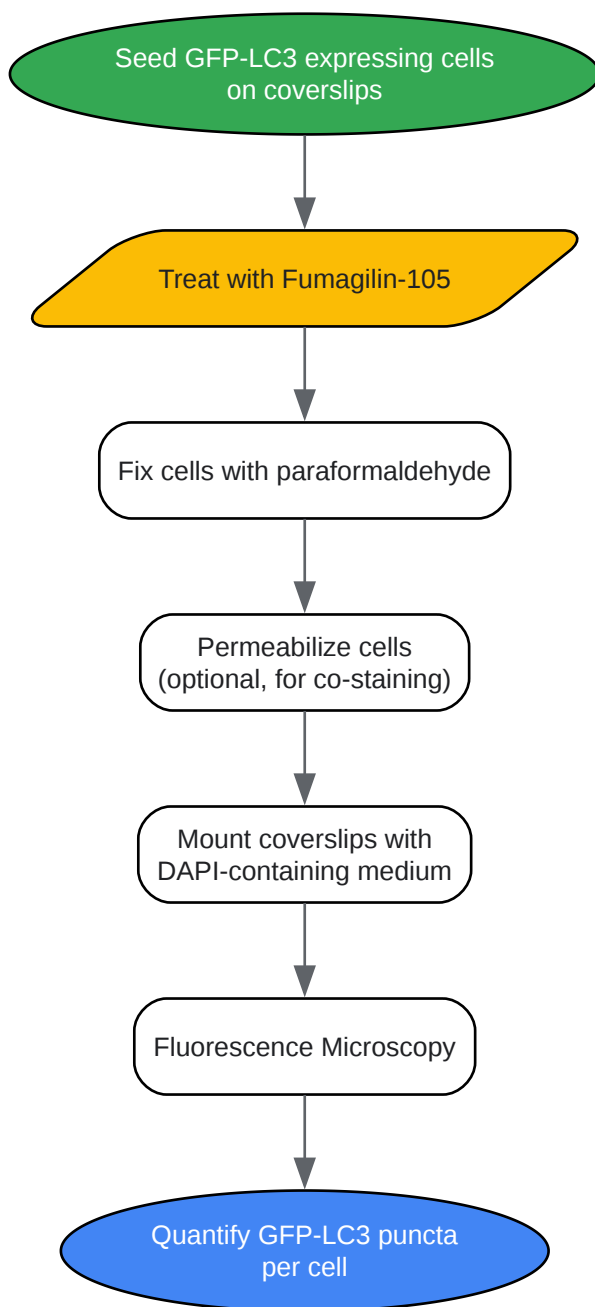 Seed GFP-LC3 expressing cells
on coverslips
Treat with Fumagilin-105
Fix cells with paraformaldehyde
Permeabilize cells
(optional, for co-staining)
Mount coverslips with
DAPI-containing medium
Fluorescence Microscopy
Quantify GFP-LC3 puncta
per cell